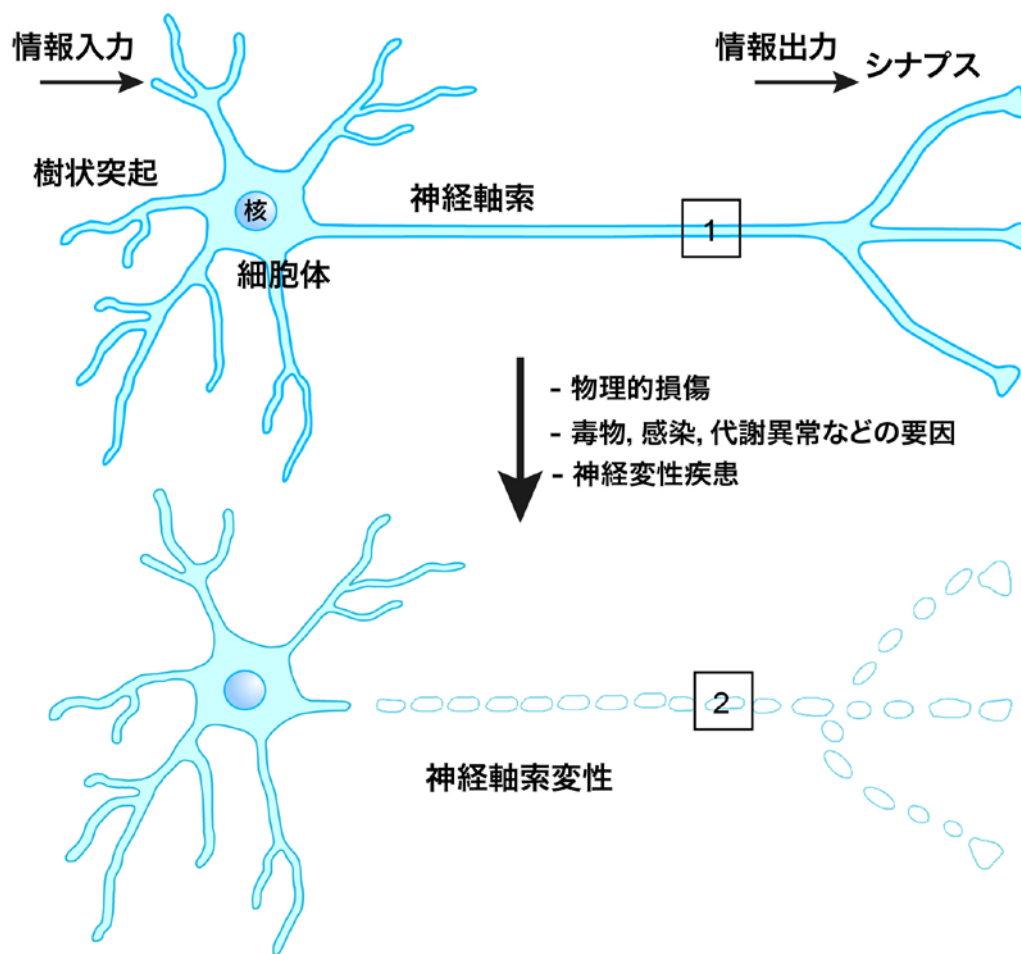 情報入力
情報出力
シナプス
樹状突起
核
神経軸索
1
細胞体
- 物理的損傷
- 毒物, 感染, 代謝異常などの要因
- 神経変性疾患
2
神経軸索変性